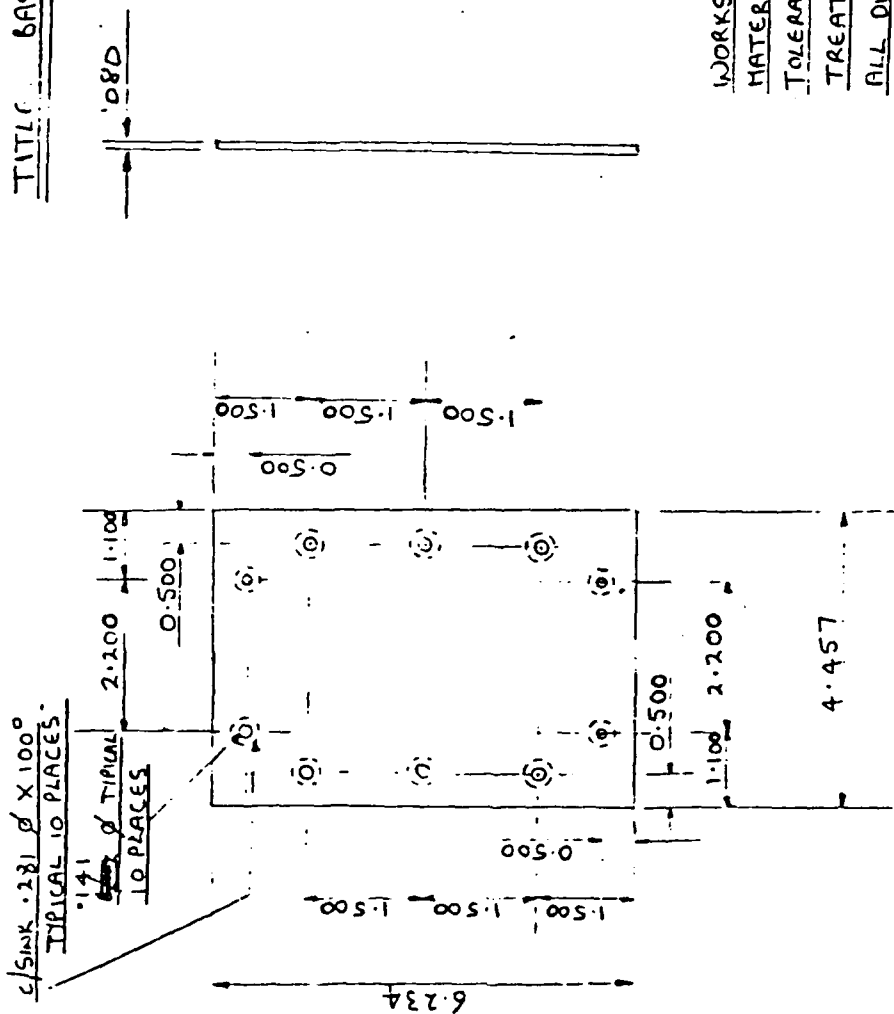 TITLE BAS
.080
C/SINK .281 Ø X 100°
TYPICAL 10 PLACES.
.141 Ø TYPICAL
10 PLACES
2.200
1.100
0.500
0.500
1.500
1.500
1.500
6.234
1.500
1.500
1.500
0.500
0.500
1.100
2.200
4.457
WORKS
MATER
TOLERA
TREAT
ALL DI